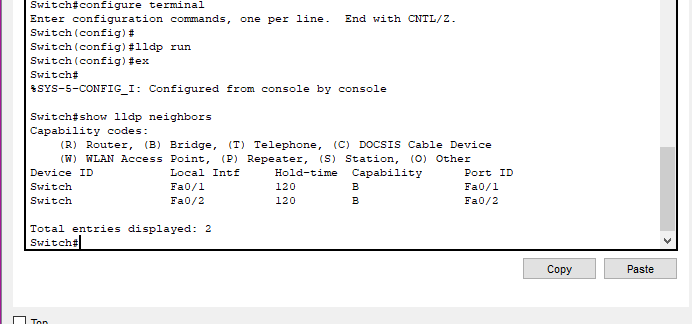 Switch#configure terminal
Enter configuration commands, one per line.  End with CNTL/Z.
Switch(config)#
Switch(config)#lldp run
Switch(config)#ex
Switch#
%SYS-5-CONFIG_I: Configured from console by console

Switch#show lldp neighbors
Capability codes:
    (R) Router, (B) Bridge, (T) Telephone, (C) DOCSIS Cable Device
    (W) WLAN Access Point, (P) Repeater, (S) Station, (O) Other
Device ID           Local Intf     Hold-time  Capability      Port ID
Switch              Fa0/1          120        B               Fa0/1
Switch              Fa0/2          120        B               Fa0/2

Total entries displayed: 2
Switch#
Copy Paste
Top